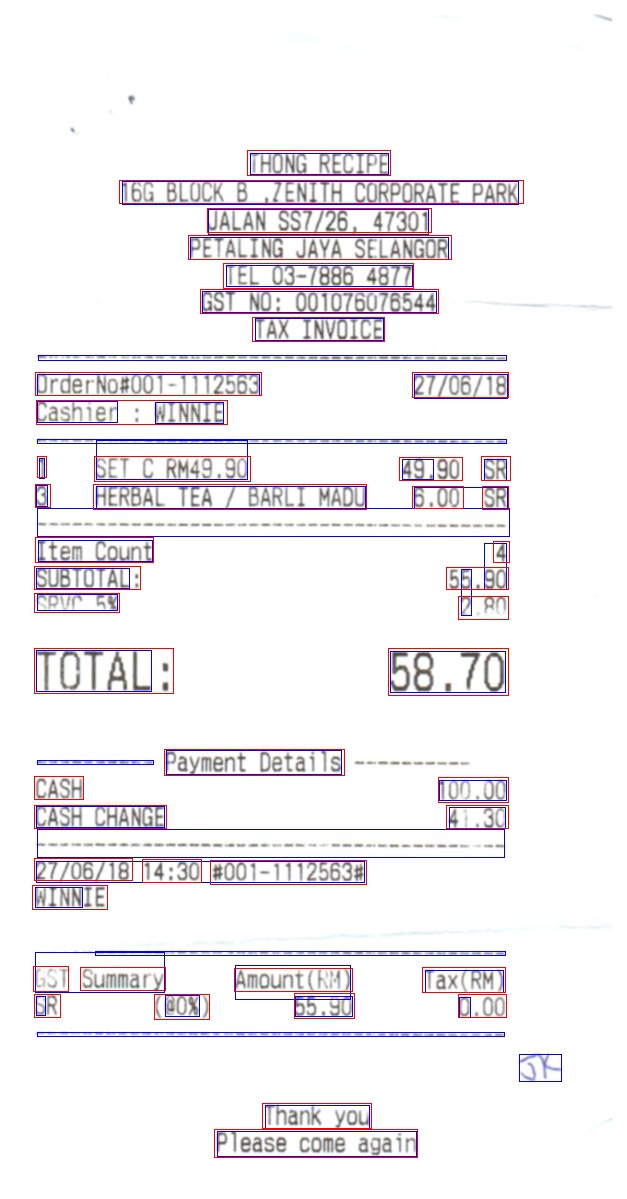 THONG RECIPE
16G BLOCK B ,ZENITH CORPORATE PARK
JALAN SS7/26, 47301
PETALING JAYA SELANGOR
TEL 03-7886 4877
GST NO: 001076076544
TAX INVOICE
OrderNo#001-1112563 27/06/18
Cashier : WINNIE
1 SET C RM49.90 49.90 SR
3 HERBAL TEA / BARLI MADU 6.00 SR
----------------------------------------
Item Count 4
SUBTOTAL: 55.90
SRVC 5% 2.80
TOTAL: 58.70
---------- Payment Details ----------
CASH 100.00
CASH CHANGE 41.30
----------------------------------------
27/06/18 14:30 #001-1112563#
WINNIE
GST Summary Amount(RM) Tax(RM)
SR (@0%) 55.90 0.00
JK
Thank you
Please come again